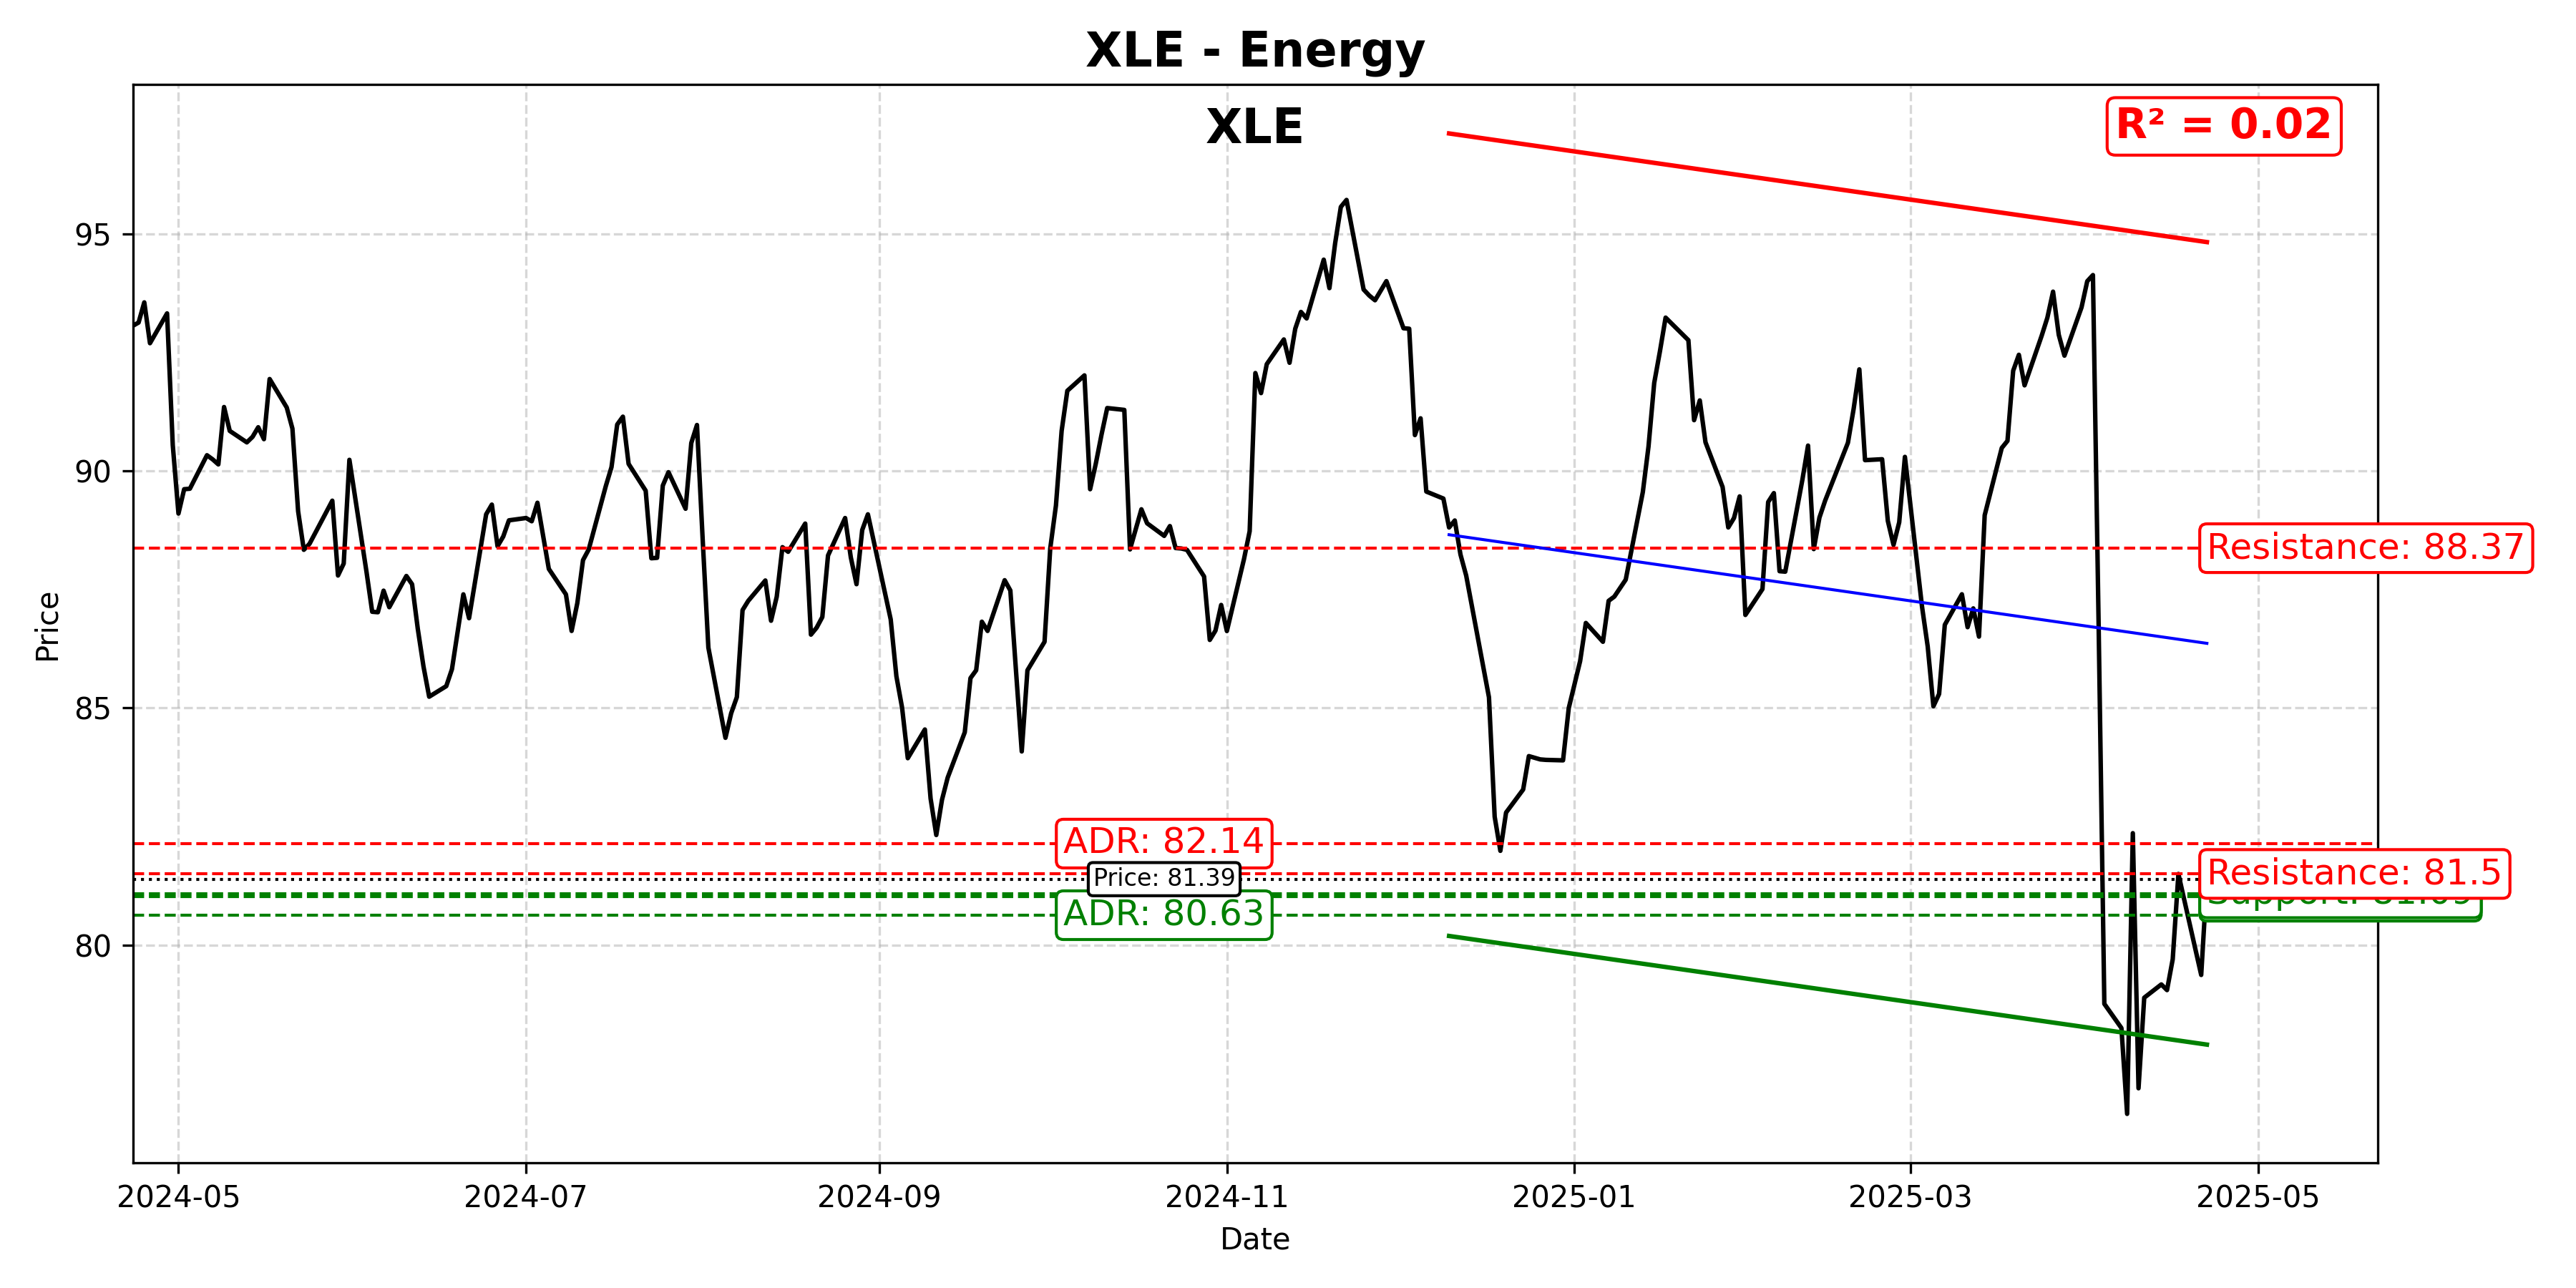 XLE - Energy
XLE
R² = 0.02
95
90
85
80
Price
Resistance: 88.37
ADR: 82.14
Price: 81.39
Resistance: 81.5
ADR: 80.63
2024-05
2024-07
2024-09
2024-11
2025-01
2025-03
2025-05
Date